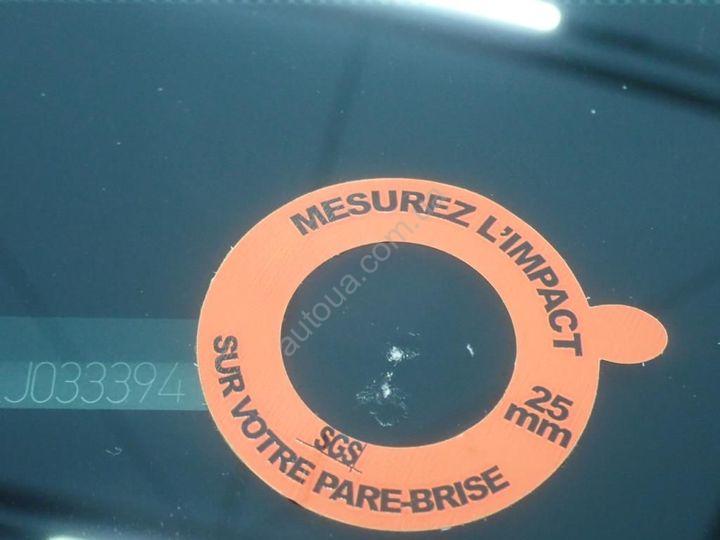 MESUREZ L'IMPACT
25
mm
SUR VOTRE PARE-BRISE
SGS
J033394